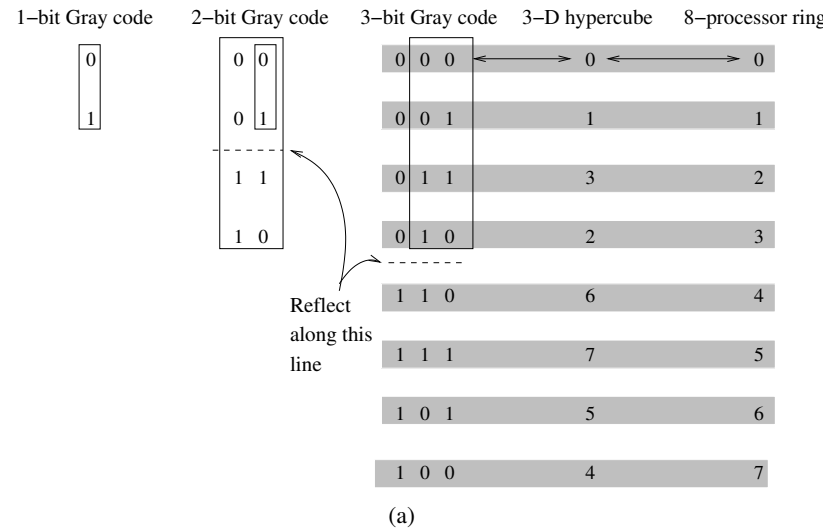 1−bit Gray code 2−bit Gray code 3−bit Gray code 3−D hypercube 8−processor ring
0 0 0 0 0 0 0 0
1 0 1 0 0 1 1 1
1 1 0 1 1 3 2
1 0 0 1 0 2 3
Reflect
along this
line
1 1 0 6 4
1 1 1 7 5
1 0 1 5 6
1 0 0 4 7
(a)